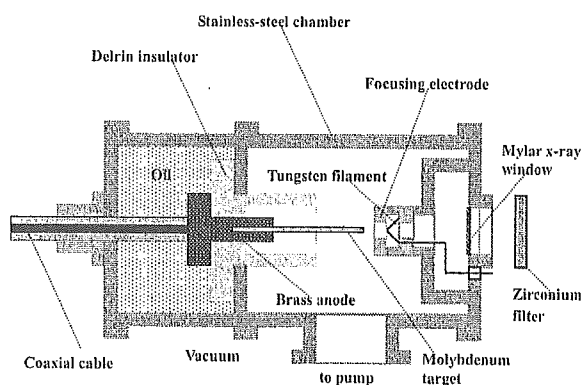 Stainless-steel chamber
Delrin insulator
Focusing electrode
Mylar x-ray
window
Oil
Tungsten filament
Brass anode
Zirconium
filter
Coaxial cable
Vacuum
Molybdenum
target
to pump